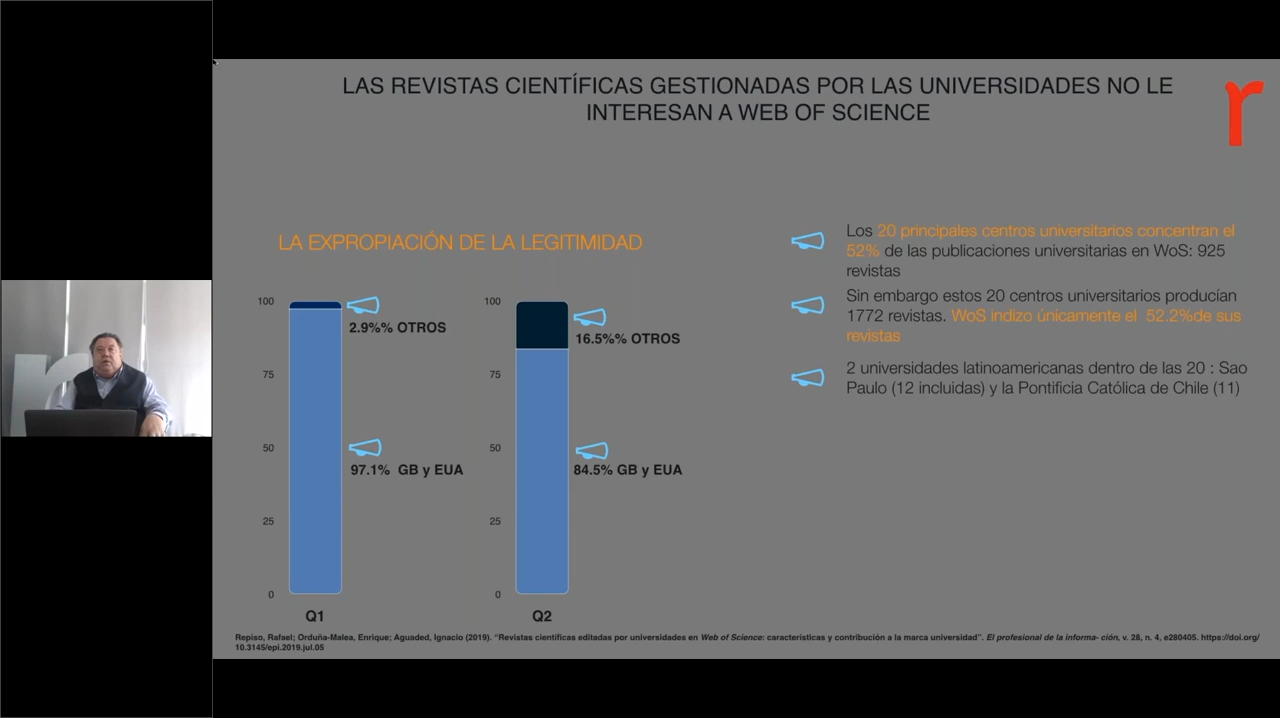 LAS REVISTAS CIENTÍFICAS GESTIONADAS POR LAS UNIVERSIDADES NO LE
INTERESAN A WEB OF SCIENCE
r
LA EXPROPIACIÓN DE LA LEGITIMIDAD
100
75
50
25
0
2.9%% OTROS
97.1% GB y EUA
Q1
100
75
50
25
0
16.5%% OTROS
84.5% GB y EUA
Q2
Los 20 principales centros universitarios concentran el
52% de las publicaciones universitarias en WoS: 925
revistas
Sin embargo estos 20 centros universitarios producían
1772 revistas. WoS indizo únicamente el 52.2%de sus
revistas
2 universidades latinoamericanas dentro de las 20 : Sao
Paulo (12 incluidas) y la Pontificia Católica de Chile (11)
Repiso, Rafael; Orduña-Malea, Enrique; Aguaded, Ignacio (2019). “Revistas científicas editadas por universidades en Web of Science: características y contribución a la marca universidad”. El profesional de la informa- ción, v. 28, n. 4, e280405. https://doi.org/
10.3145/epi.2019.jul.05